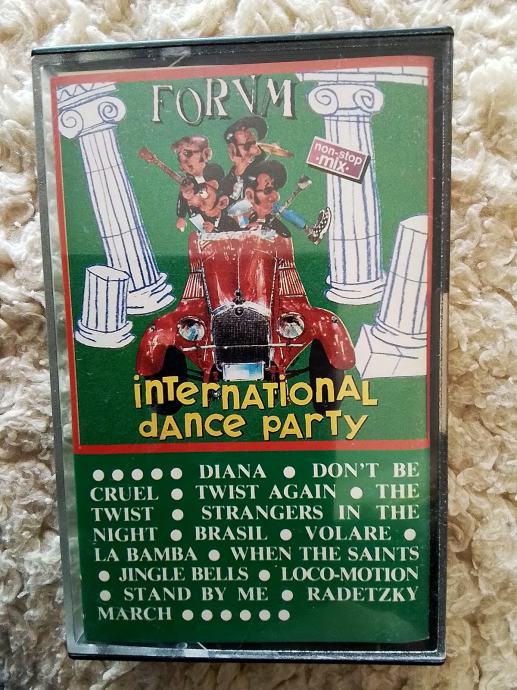 FORVM
non-stop
·mix·
international
dance party
● ● ● ● ● DIANA ● DON'T BE
CRUEL ● TWIST AGAIN ● THE
TWIST ● STRANGERS IN THE
NIGHT ● BRASIL ● VOLARE ●
LA BAMBA ● WHEN THE SAINTS
● JINGLE BELLS ● LOCO-MOTION
● STAND BY ME ● RADETZKY
MARCH ● ● ● ● ● ●